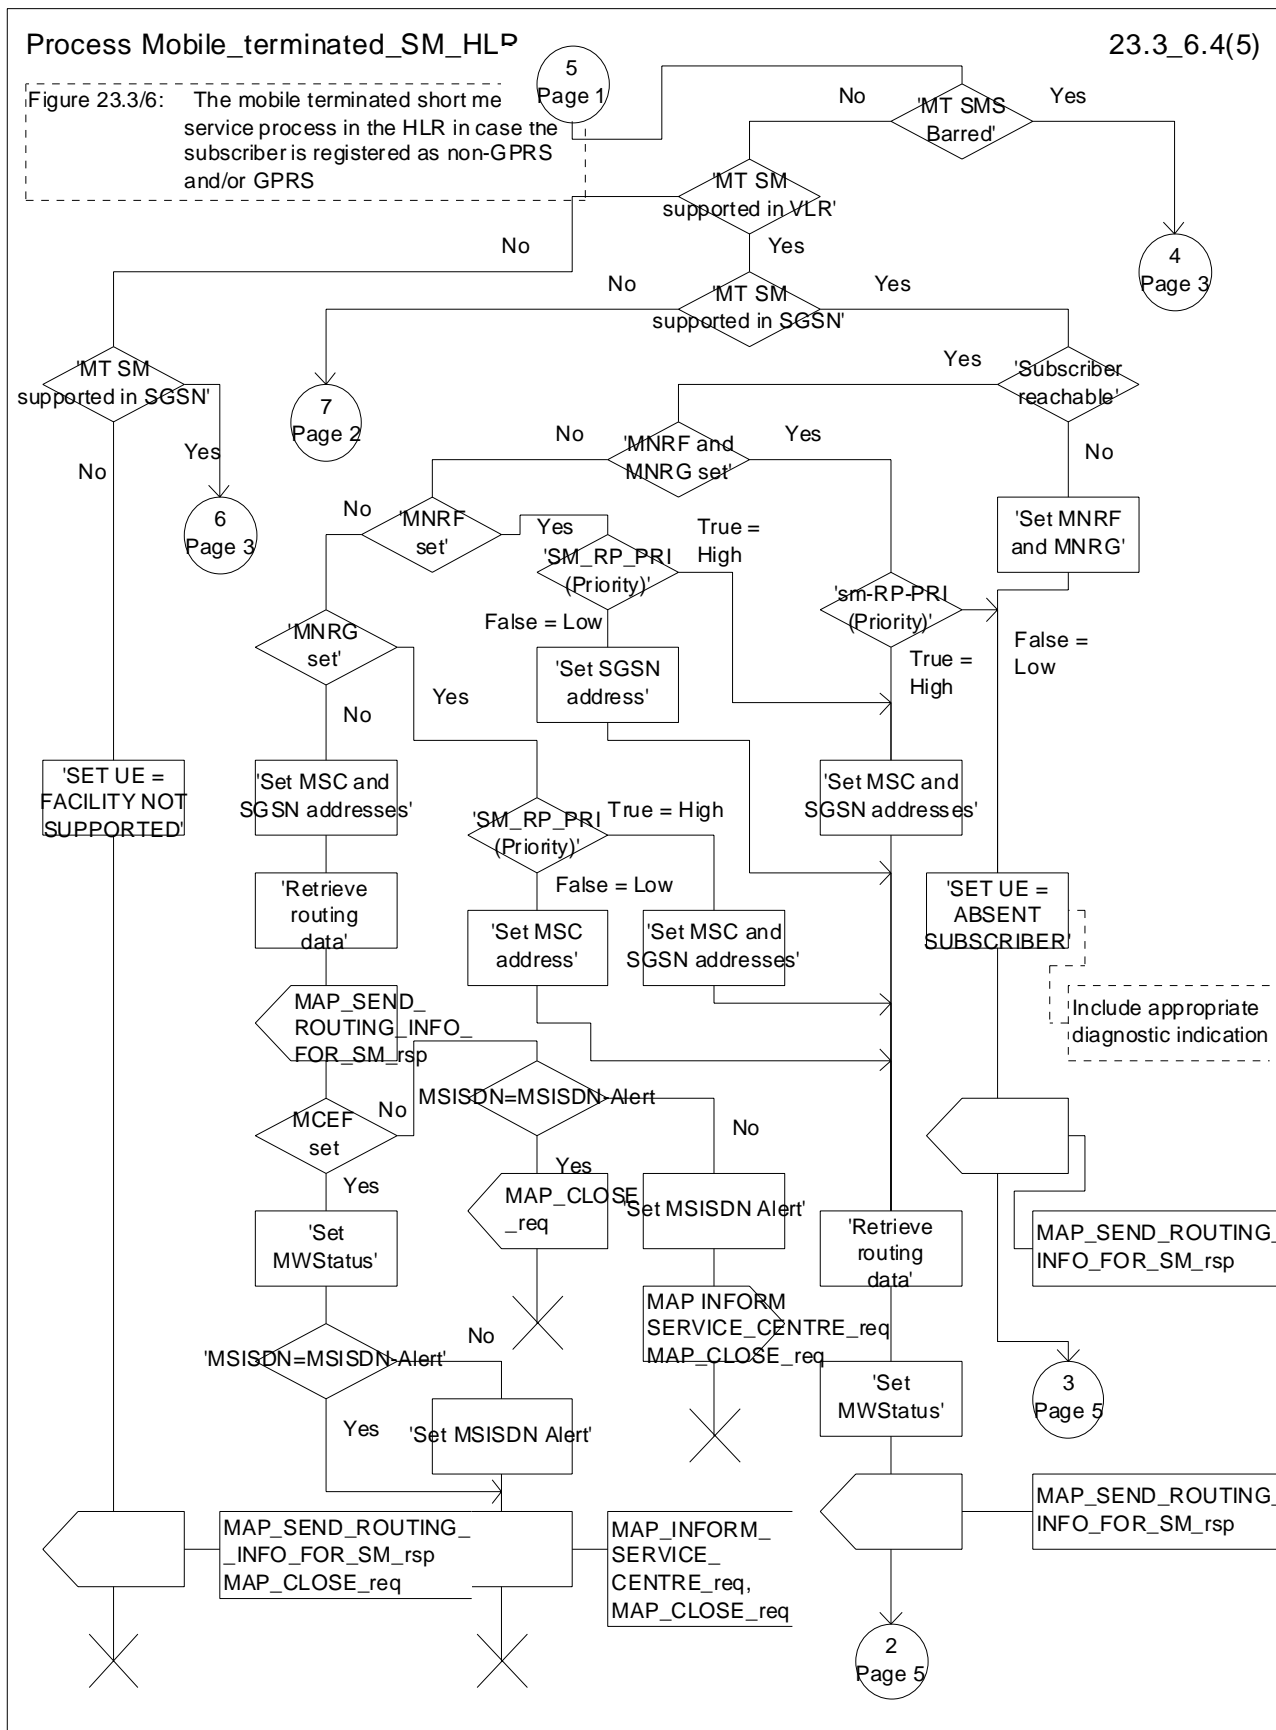 Process Mobile_terminated_SM_HLR
23.3_6.4(5)
Figure 23.3/6: The mobile terminated short me
service process in the HLR in case the
subscriber is registered as non-GPRS
and/or GPRS
5
Page 1
No
'MT SMS
Barred'
Yes
'MT SM
supported in VLR'
No
Yes
4
Page 3
No
'MT SM
supported in SGSN'
Yes
'MT SM
supported in SGSN'
Yes
'Subscriber
reachable'
7
Page 2
No
Yes
No
'MNRF and
MNRG set'
Yes
No
6
Page 3
No
'MNRF
set'
Yes
True =
High
'Set MNRF
and MNRG'
'SM_RP_PRI
(Priority)'
'sm-RP-PRI
(Priority)'
False = Low
False =
Low
True =
High
'MNRG
set'
Yes
'Set SGSN
address'
No
'SET UE =
FACILITY NOT
SUPPORTED'
'Set MSC and
SGSN addresses'
'SM_RP_PRI
(Priority)'
True = High
'Set MSC and
SGSN addresses'
False = Low
'Retrieve
routing
data'
'Set MSC
address'
'Set MSC and
SGSN addresses'
'SET UE =
ABSENT
SUBSCRIBER'
Include appropriate
diagnostic indication
MAP_SEND_
ROUTING_INFO_
FOR_SM_rsp
MCEF
set
No
MSISDN=MSISDN-Alert
No
Yes
Yes
MAP_CLOSE
_req
'Set MSISDN Alert'
'Set
MWStatus'
'Retrieve
routing
data'
MAP_SEND_ROUTING_
INFO_FOR_SM_rsp
MAP INFORM
SERVICE_CENTRE_req
MAP_CLOSE_req
'MSISDN=MSISDN-Alert'
No
Yes
'Set MSISDN Alert'
'Set
MWStatus'
3
Page 5
MAP_SEND_ROUTING_
_INFO_FOR_SM_rsp
MAP_CLOSE_req
MAP_INFORM_
SERVICE_
CENTRE_req,
MAP_CLOSE_req
MAP_SEND_ROUTING_
INFO_FOR_SM_rsp
2
Page 5